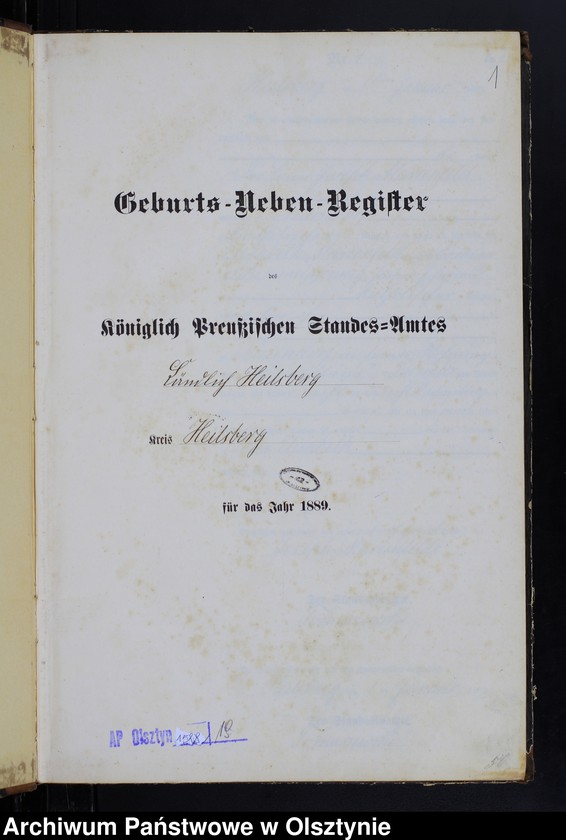 1
Geburts-Neben-Register
des
Königlich Preußischen Standes-Amtes
Ländlich Heilsberg
Kreis Heilsberg
für das Jahr 1889.
AP Olsztyn
19
Archiwum Państwowe w Olsztynie